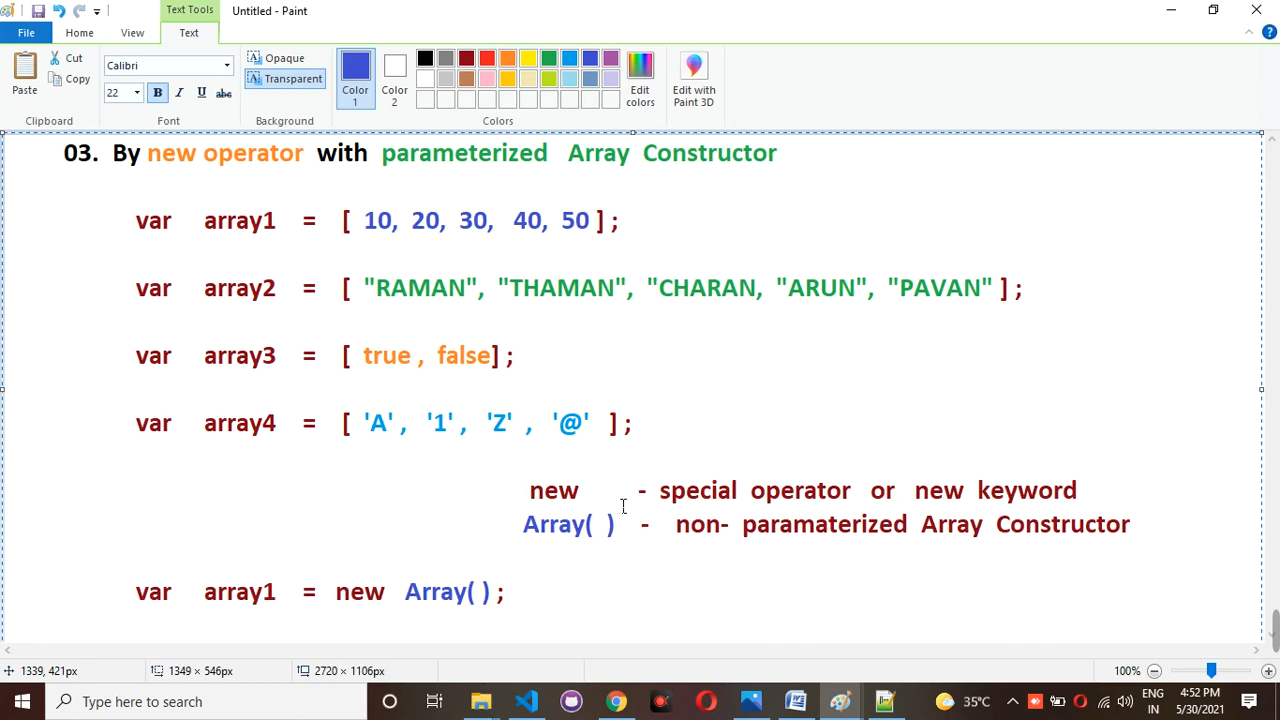 Text Tools Untitled - Paint
File Home View Text
Paste Cut Copy Calibri 22 B I U abc Opaque Transparent Color 1 Color 2 Edit colors Edit with Paint 3D
Clipboard Font Background Colors
03. By new operator with parameterized Array Constructor
var array1 = [ 10, 20, 30, 40, 50 ] ;
var array2 = [ "RAMAN", "THAMAN", "CHARAN, "ARUN", "PAVAN" ] ;
var array3 = [ true , false] ;
var array4 = [ 'A' , '1' , 'Z' , '@' ] ;
new - special operator or new keyword
Array( ) - non- paramaterized Array Constructor
var array1 = new Array( ) ;
1339, 421px 1349 × 546px 2720 × 1106px 100%
Type here to search 35°C ENG IN 4:52 PM 5/30/2021